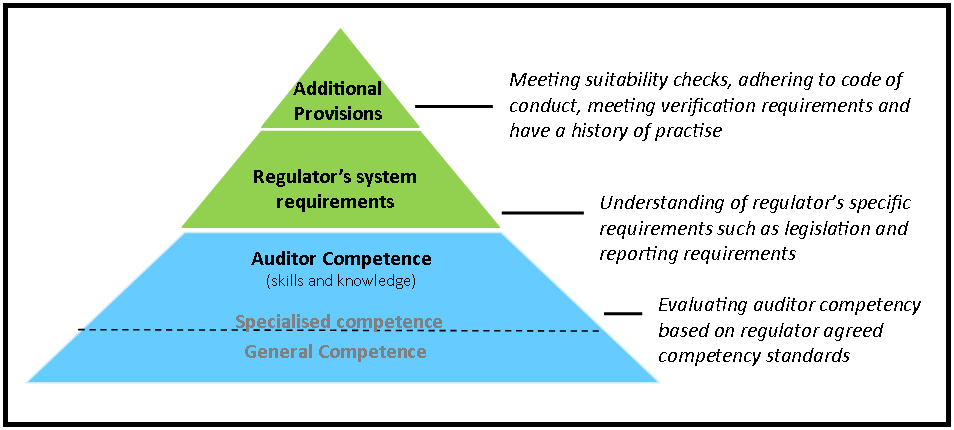 Additional
Provisions
Meeting suitability checks, adhering to code of
conduct, meeting verification requirements and
have a history of practise
Regulator’s system
requirements
Understanding of regulator’s specific
requirements such as legislation and
reporting requirements
Auditor Competence
(skills and knowledge)
Specialised competence
General Competence
Evaluating auditor competency
based on regulator agreed
competency standards